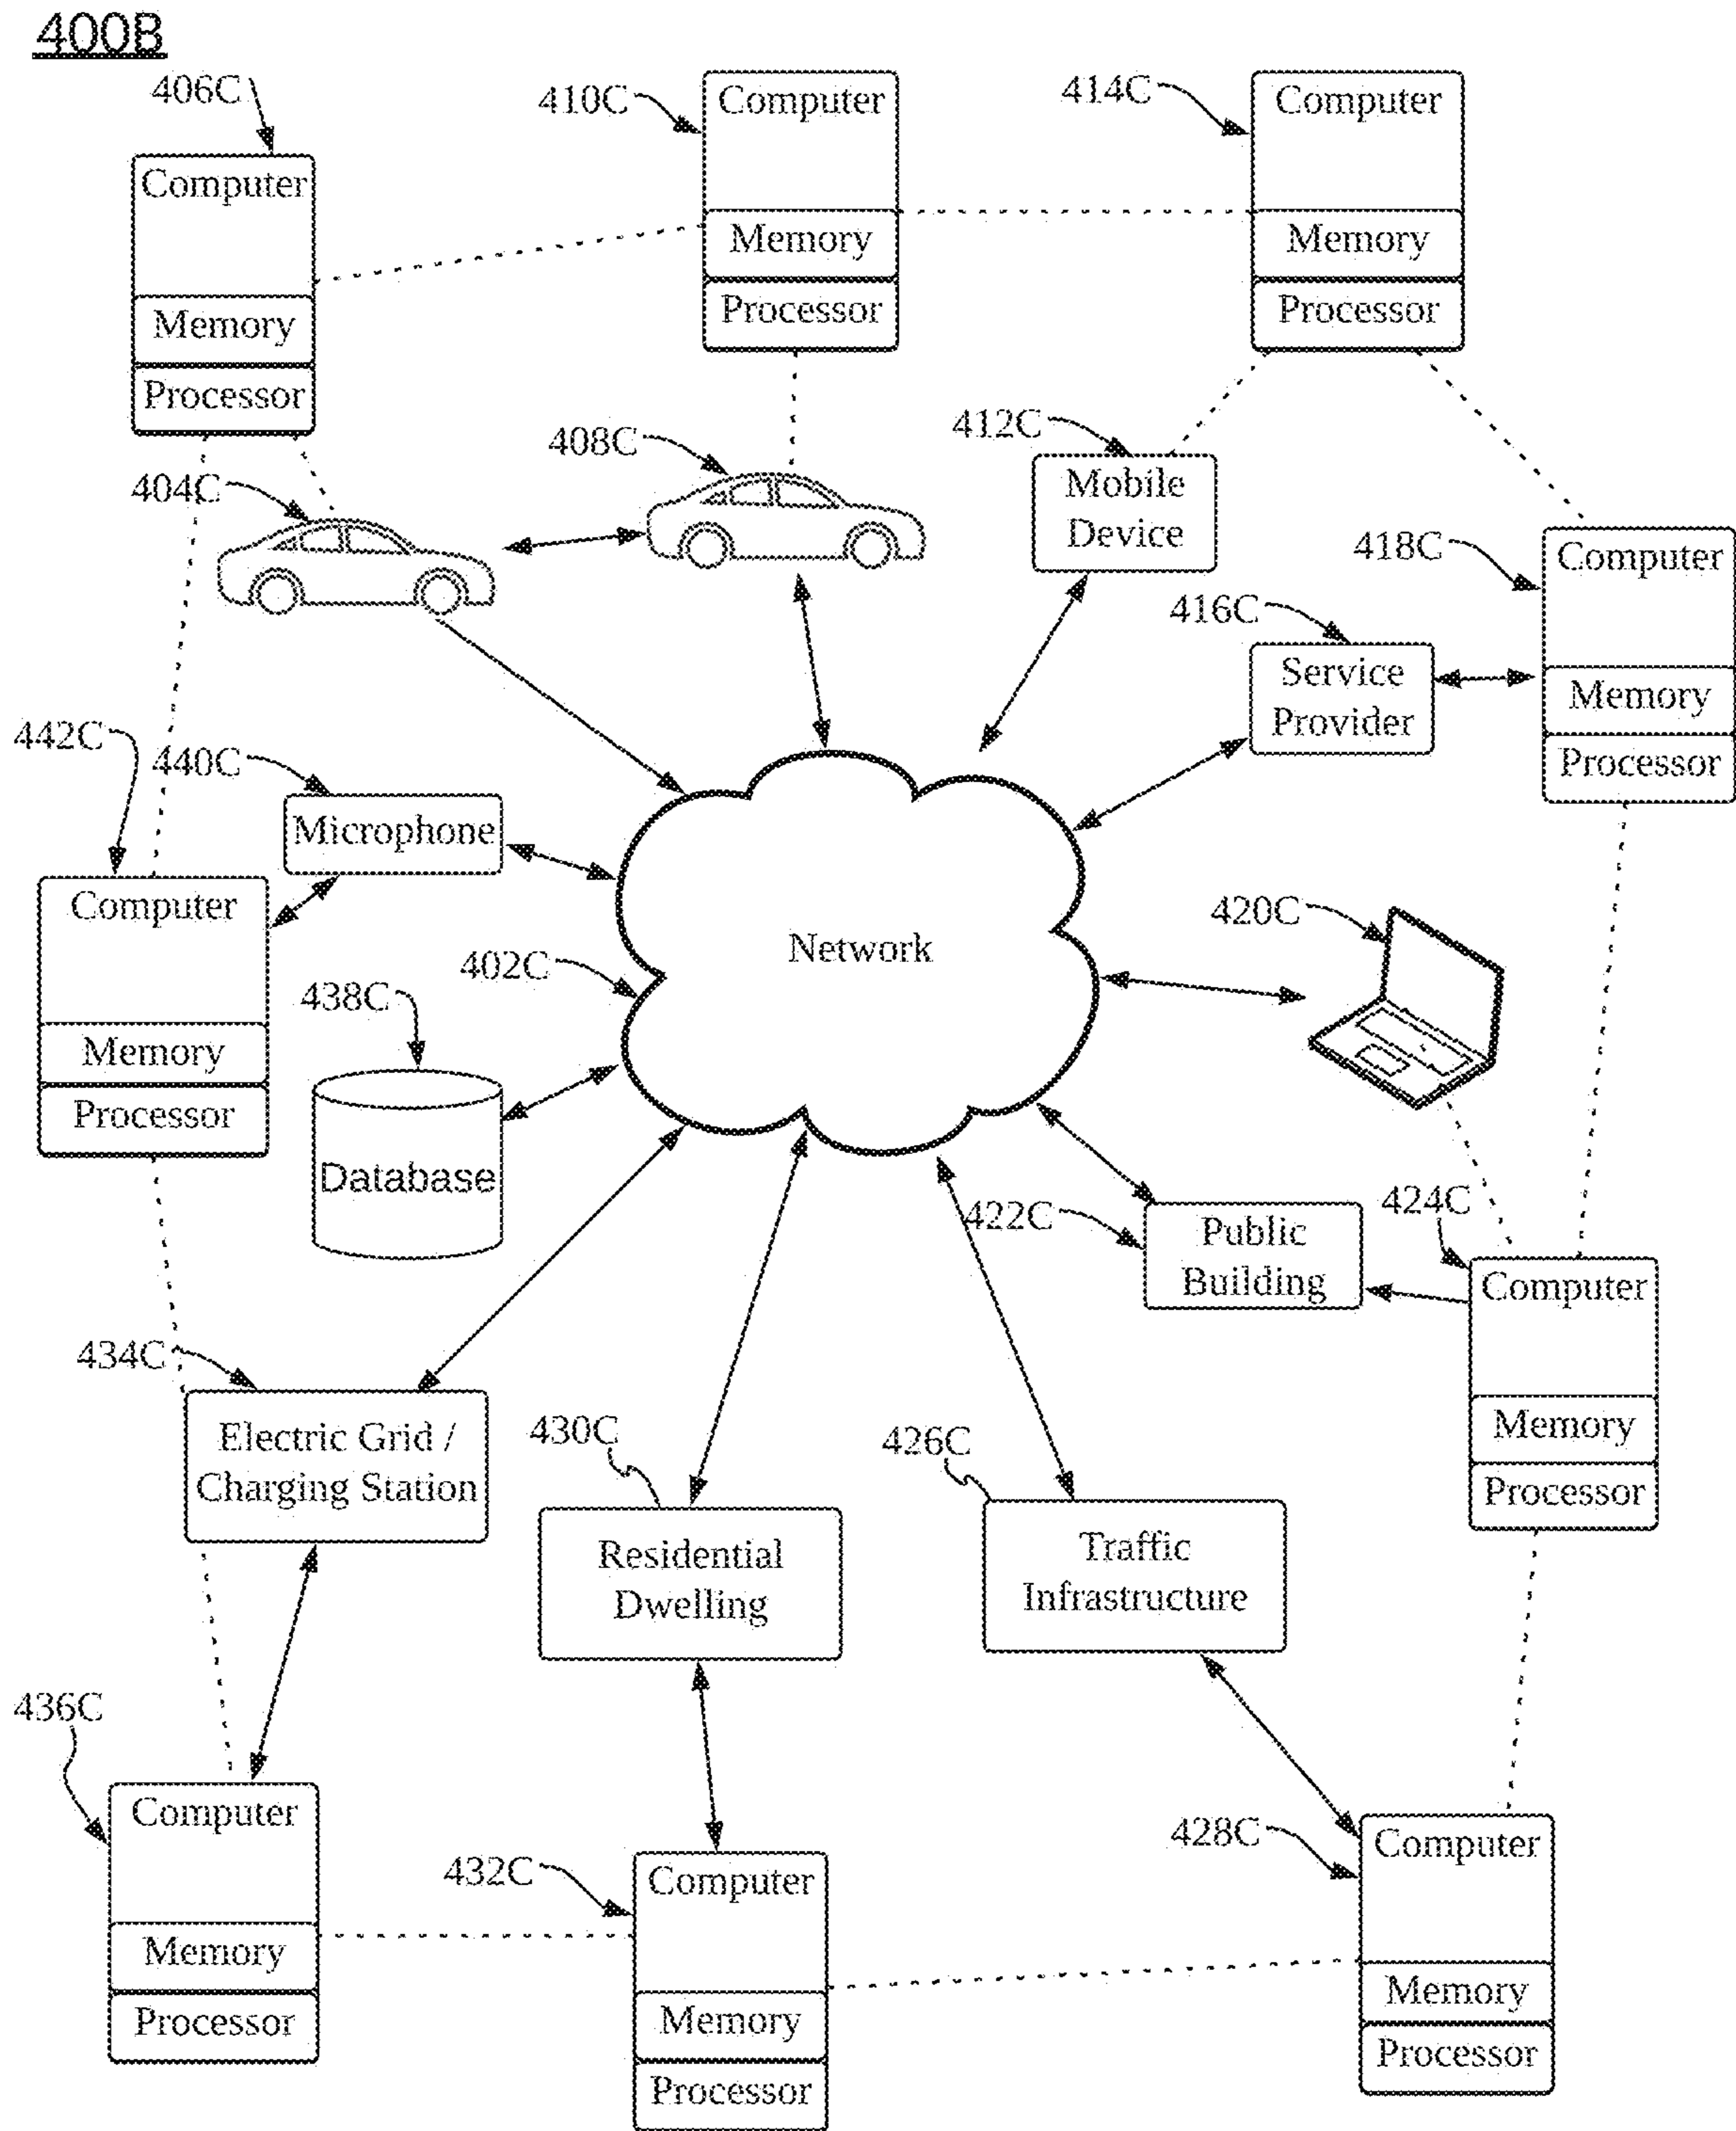 400B
406C
410C
Computer
Memory
Processor
414C
Computer
Memory
Processor
Computer
Memory
Processor
404C
408C
412C
Mobile
Device
418C
Computer
Memory
Processor
416C
Service
Provider
442C
440C
Microphone
Computer
Memory
Processor
402C
Network
420C
438C
Database
422C
Public
Building
424C
Computer
Memory
Processor
434C
Electric Grid /
Charging Station
430C
Residential
Dwelling
426C
Traffic
Infrastructure
436C
Computer
Memory
Processor
432C
Computer
Memory
Processor
428C
Computer
Memory
Processor